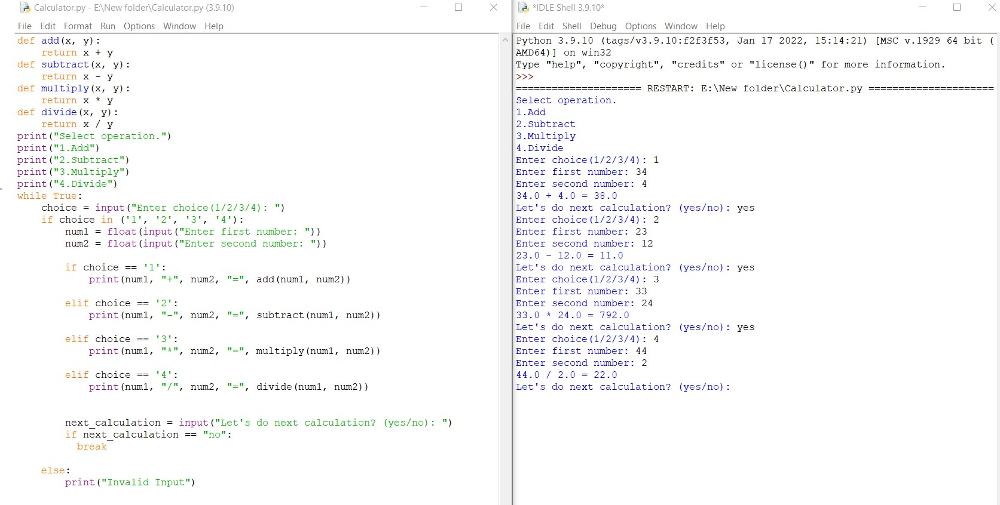 Calculator.py - E:\New folder\Calculator.py (3.9.10)
File Edit Format Run Options Window Help
def add(x, y):
    return x + y
def subtract(x, y):
    return x - y
def multiply(x, y):
    return x * y
def divide(x, y):
    return x / y
print("Select operation.")
print("1.Add")
print("2.Subtract")
print("3.Multiply")
print("4.Divide")
while True:
    choice = input("Enter choice(1/2/3/4): ")
    if choice in ('1', '2', '3', '4'):
        num1 = float(input("Enter first number: "))
        num2 = float(input("Enter second number: "))
        if choice == '1':
            print(num1, "+", num2, "=", add(num1, num2))
        elif choice == '2':
            print(num1, "-", num2, "=", subtract(num1, num2))
        elif choice == '3':
            print(num1, "*", num2, "=", multiply(num1, num2))
        elif choice == '4':
            print(num1, "/", num2, "=", divide(num1, num2))
        next_calculation = input("Let's do next calculation? (yes/no): ")
        if next_calculation == "no":
          break
    else:
        print("Invalid Input")
*IDLE Shell 3.9.10*
File Edit Shell Debug Options Window Help
Python 3.9.10 (tags/v3.9.10:f2f3f53, Jan 17 2022, 15:14:21) [MSC v.1929 64 bit (
AMD64)] on win32
Type "help", "copyright", "credits" or "license()" for more information.
>>>
===================== RESTART: E:\New folder\Calculator.py =====================
Select operation.
1.Add
2.Subtract
3.Multiply
4.Divide
Enter choice(1/2/3/4): 1
Enter first number: 34
Enter second number: 4
34.0 + 4.0 = 38.0
Let's do next calculation? (yes/no): yes
Enter choice(1/2/3/4): 2
Enter first number: 23
Enter second number: 12
23.0 - 12.0 = 11.0
Let's do next calculation? (yes/no): yes
Enter choice(1/2/3/4): 3
Enter first number: 33
Enter second number: 24
33.0 * 24.0 = 792.0
Let's do next calculation? (yes/no): yes
Enter choice(1/2/3/4): 4
Enter first number: 44
Enter second number: 2
44.0 / 2.0 = 22.0
Let's do next calculation? (yes/no):